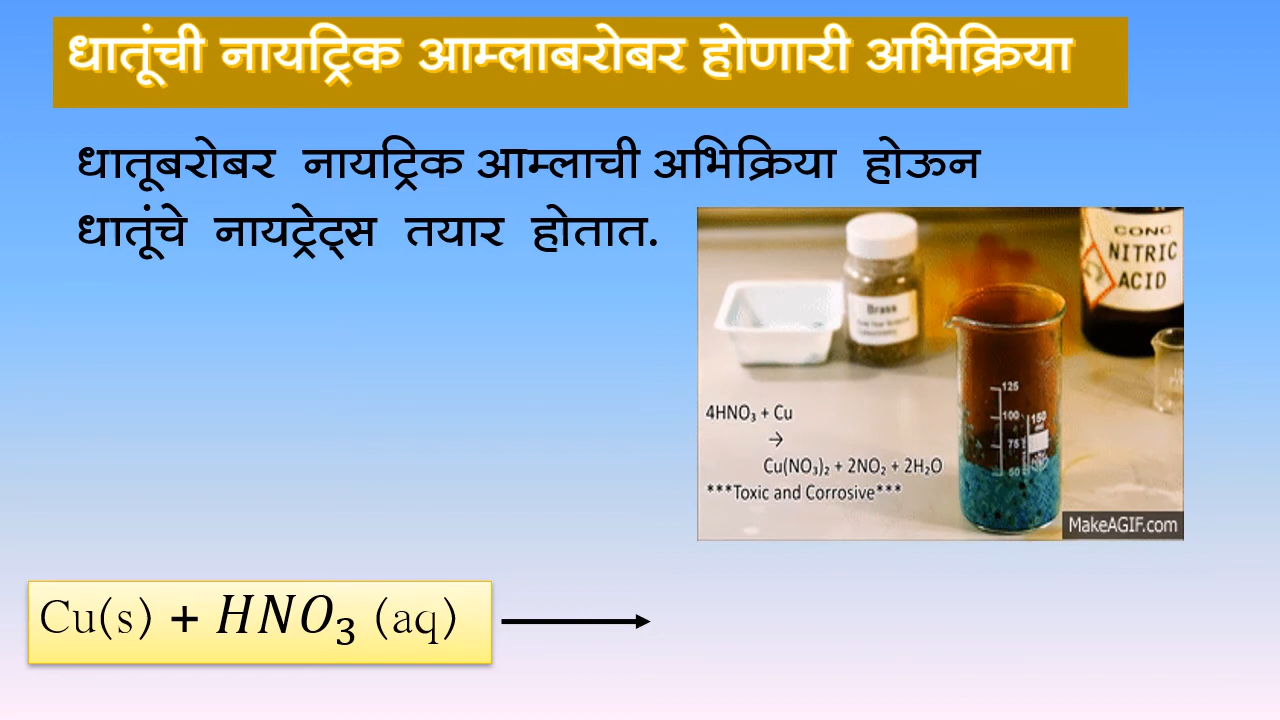 धातूंची नायट्रिक आम्लाबरोबर होणारी अभिक्रिया
धातूबरोबर नायट्रिक आम्लाची अभिक्रिया होऊन
धातूंचे नायट्रेट्स तयार होतात.
CONC
NITRIC
ACID
Brass
125
100
150
75
50
4HNO₃ + Cu
→
Cu(NO₃)₂ + 2NO₂ + 2H₂O
***Toxic and Corrosive***
MakeAGIF.com
Cu(s) + HNO₃ (aq) →